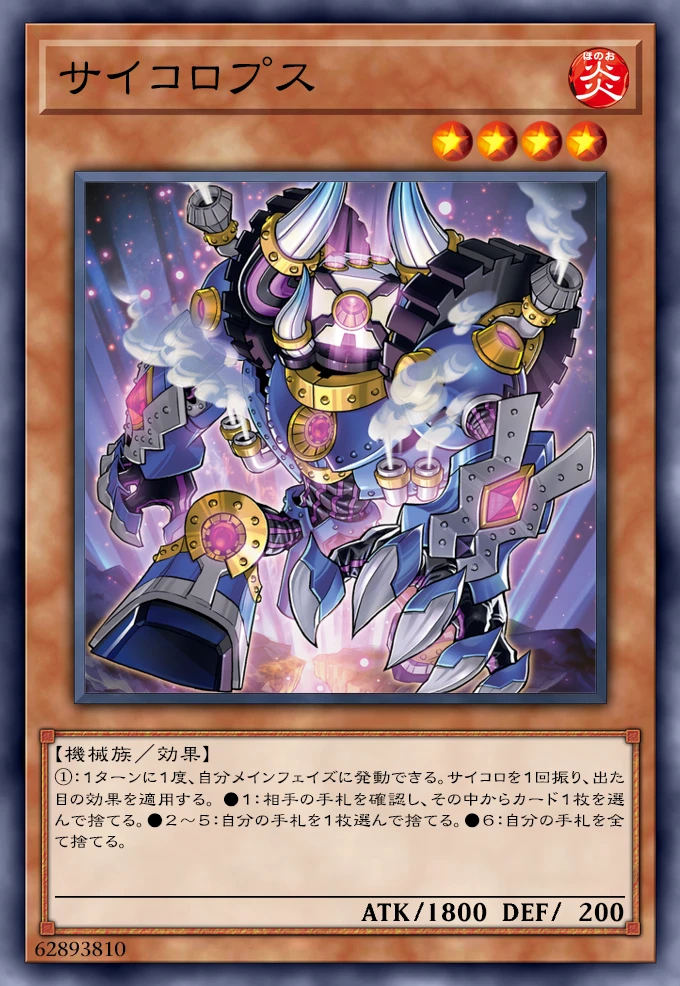 サイコロプス
ほのお
炎
【機械族／効果】
①：1ターンに1度、自分メインフェイズに発動できる。サイコロを1回振り、出た
目の効果を適用する。●1：相手の手札を確認し、その中からカード1枚を選
んで捨てる。●2～5：自分の手札を1枚選んで捨てる。●6：自分の手札を全
て捨てる。
ATK/1800 DEF/ 200
62893810